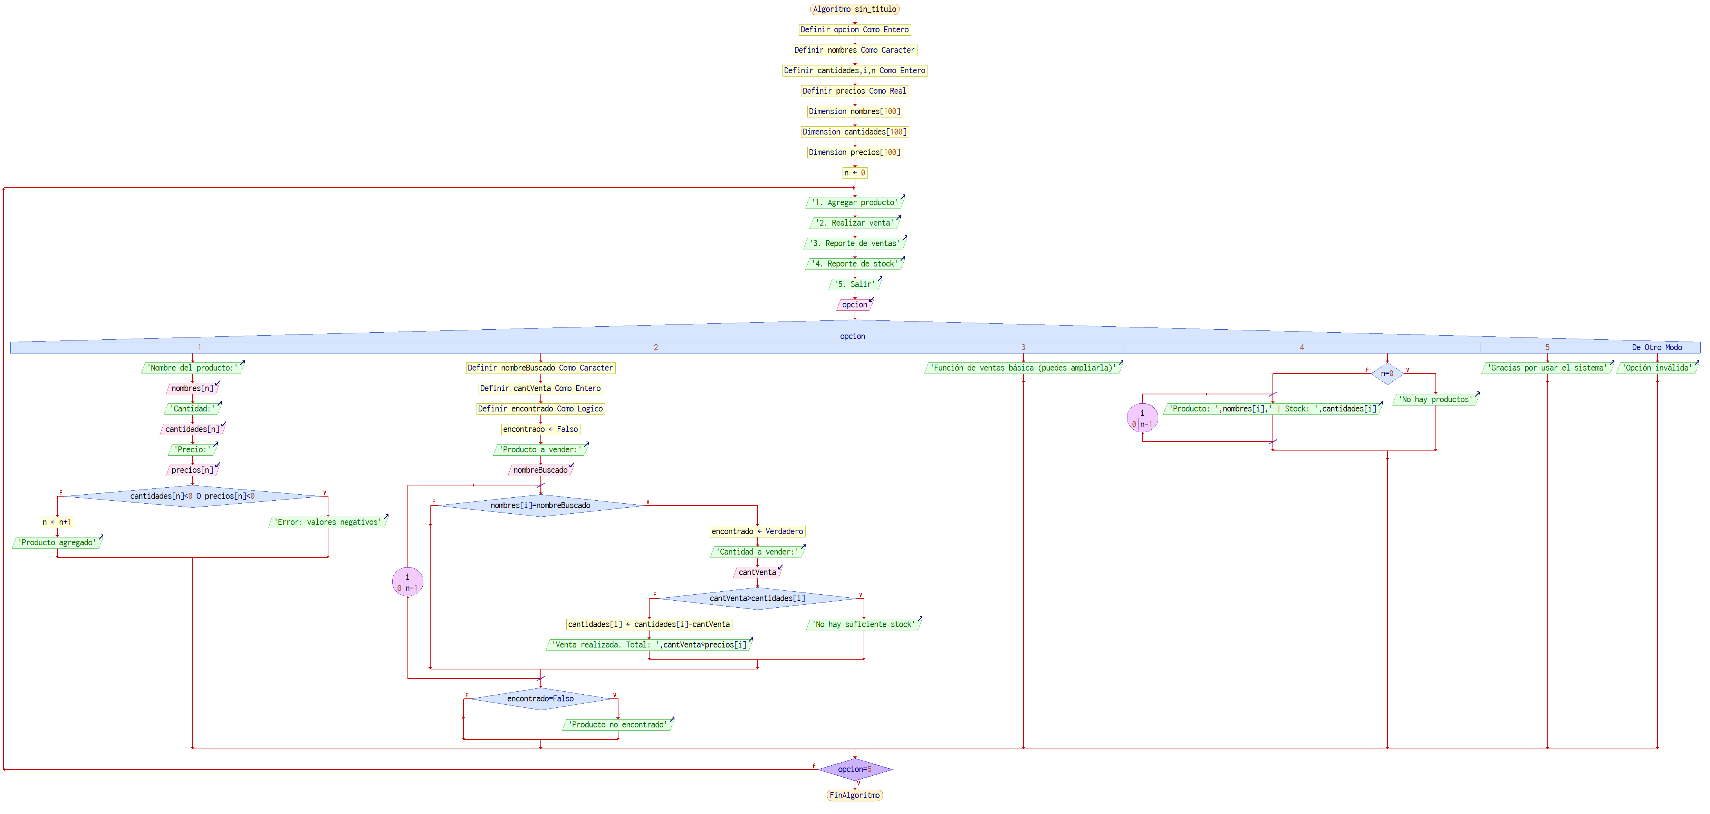 Algoritmo sin_titulo
Definir opcion Como Entero
Definir nombres Como Caracter
Definir cantidades,i,n Como Entero
Definir precios Como Real
Dimension nombres[100]
Dimension cantidades[100]
Dimension precios[100]
n ← 0
'1. Agregar producto'
'2. Realizar venta'
'3. Reporte de ventas'
'4. Reporte de stock'
'5. Salir'
opcion
opcion
1
2
3
4
5
De Otro Modo
'Nombre del producto:'
nombres[n]
'Cantidad:'
cantidades[n]
'Precio:'
precios[n]
cantidades[n]<0 O precios[n]<0
F
V
n ← n+1
'Producto agregado'
'Error: valores negativos'
Definir nombreBuscado Como Caracter
Definir cantVenta Como Entero
Definir encontrado Como Logico
encontrado ← Falso
'Producto a vender:'
nombreBuscado
i
0 n-1
nombres[i]=nombreBuscado
F
V
encontrado ← Verdadero
'Cantidad a vender:'
cantVenta
cantVenta>cantidades[i]
F
V
cantidades[i] ← cantidades[i]-cantVenta
'Venta realizada. Total: ',cantVenta*precios[i]
'No hay suficiente stock'
encontrado=Falso
F
V
'Producto no encontrado'
'Función de ventas básica (puedes ampliarla)'
n=0
F
V
i
0 n-1
'Producto: ',nombres[i],' | Stock: ',cantidades[i]
'No hay productos'
'Gracias por usar el sistema'
'Opción inválida'
opcion=5
F
V
FinAlgoritmo